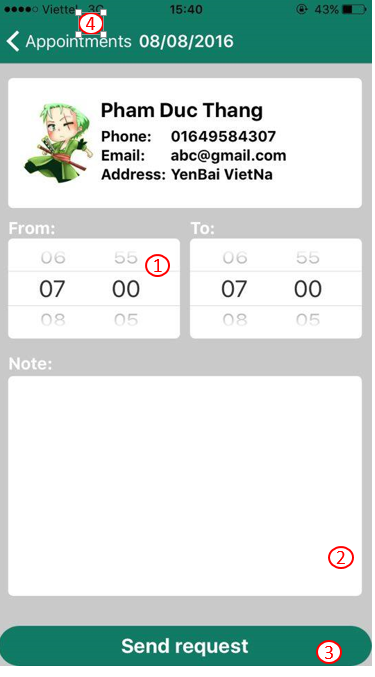 Viettel 3G 15:40 43%
4
Appointments 08/08/2016
Pham Duc Thang
Phone: 01649584307
Email: abc@gmail.com
Address: YenBai VietNa
From: To:
06 55 06 55
1
07 00 07 00
08 05 08 05
Note:
2
Send request
3